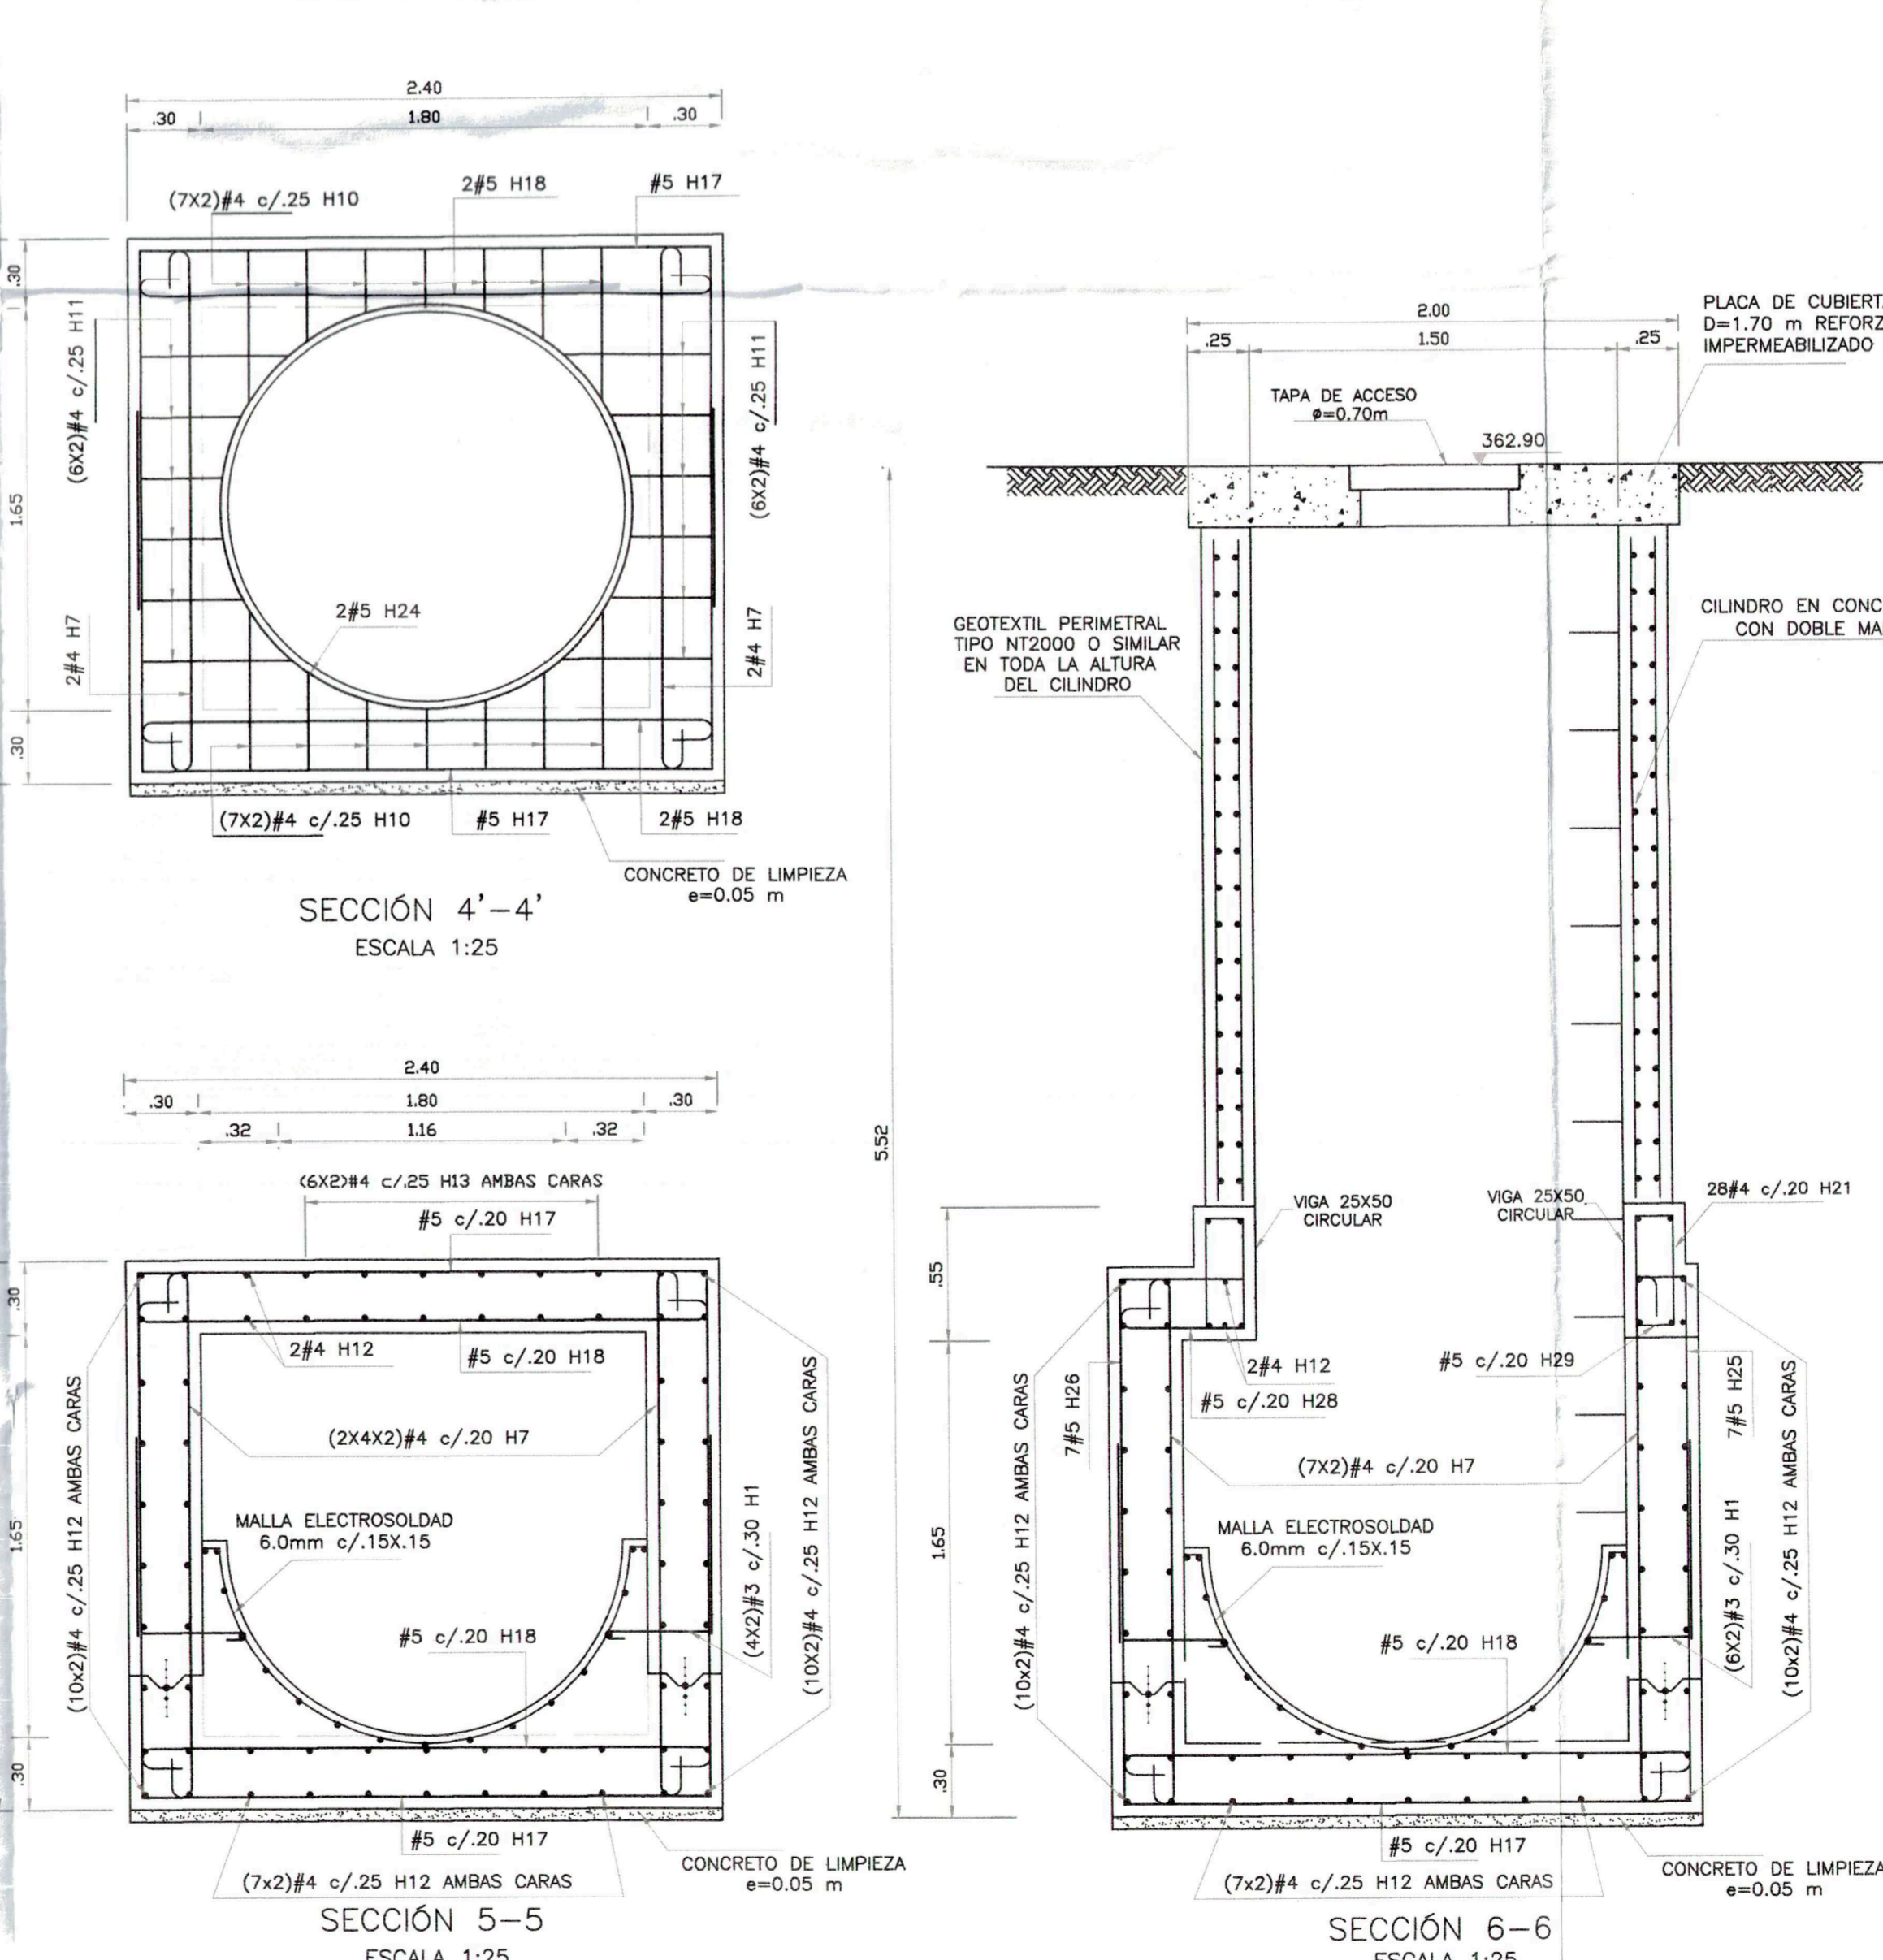 2.40
.30
1.80
.30
(7X2)#4 c/.25 H10
2#5 H18
#5 H17
.30
1.65
.30
(6X2)#4 c/.25 H11
(6X2)#4 c/.25 H11
2#4 H7
2#4 H7
2#5 H24
(7X2)#4 c/.25 H10
#5 H17
2#5 H18
CONCRETO DE LIMPIEZA
e=0.05 m
SECCIÓN 4'-4'
ESCALA 1:25
2.40
.30
1.80
.30
.32
1.16
.32
(6X2)#4 c/.25 H13 AMBAS CARAS
#5 c/.20 H17
.30
1.65
.30
2#4 H12
#5 c/.20 H18
(10x2)#4 c/.25 H12 AMBAS CARAS
(2X4X2)#4 c/.20 H7
MALLA ELECTROSOLDAD
6.0mm c/.15X.15
(4X2)#3 c/.30 H1
(10X2)#4 c/.25 H12 AMBAS CARAS
#5 c/.20 H18
#5 c/.20 H17
(7x2)#4 c/.25 H12 AMBAS CARAS
CONCRETO DE LIMPIEZA
e=0.05 m
SECCIÓN 5-5
ESCALA 1:25
2.00
.25
1.50
.25
PLACA DE CUBIERT
D=1.70 m REFORZ
IMPERMEABILIZADO
TAPA DE ACCESO
ø=0.70m
362.90
GEOTEXTIL PERIMETRAL
TIPO NT2000 O SIMILAR
EN TODA LA ALTURA
DEL CILINDRO
CILINDRO EN CONC
CON DOBLE MA
5.52
VIGA 25X50
CIRCULAR
VIGA 25X50
CIRCULAR
28#4 c/.20 H21
.55
1.65
.30
2#4 H12
#5 c/.20 H28
#5 c/.20 H29
7#5 H26
7#5 H25
(10x2)#4 c/.25 H12 AMBAS CARAS
(7X2)#4 c/.20 H7
MALLA ELECTROSOLDAD
6.0mm c/.15X.15
(6X2)#3 c/.30 H1
(10x2)#4 c/.25 H12 AMBAS CARAS
#5 c/.20 H18
#5 c/.20 H17
(7x2)#4 c/.25 H12 AMBAS CARAS
CONCRETO DE LIMPIEZA
e=0.05 m
SECCIÓN 6-6
ESCALA 1:25